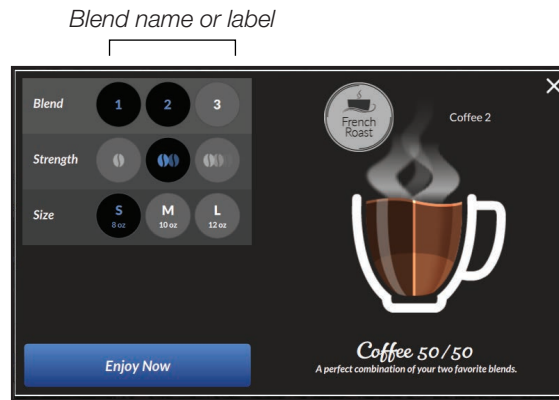 Blend name or label
Blend
1
2
3
French
Roast
Coffee 2
Strength
Size
S
8 oz
M
10 oz
L
12 oz
Enjoy Now
Coffee 50/50
A perfect combination of your two favorite blends.